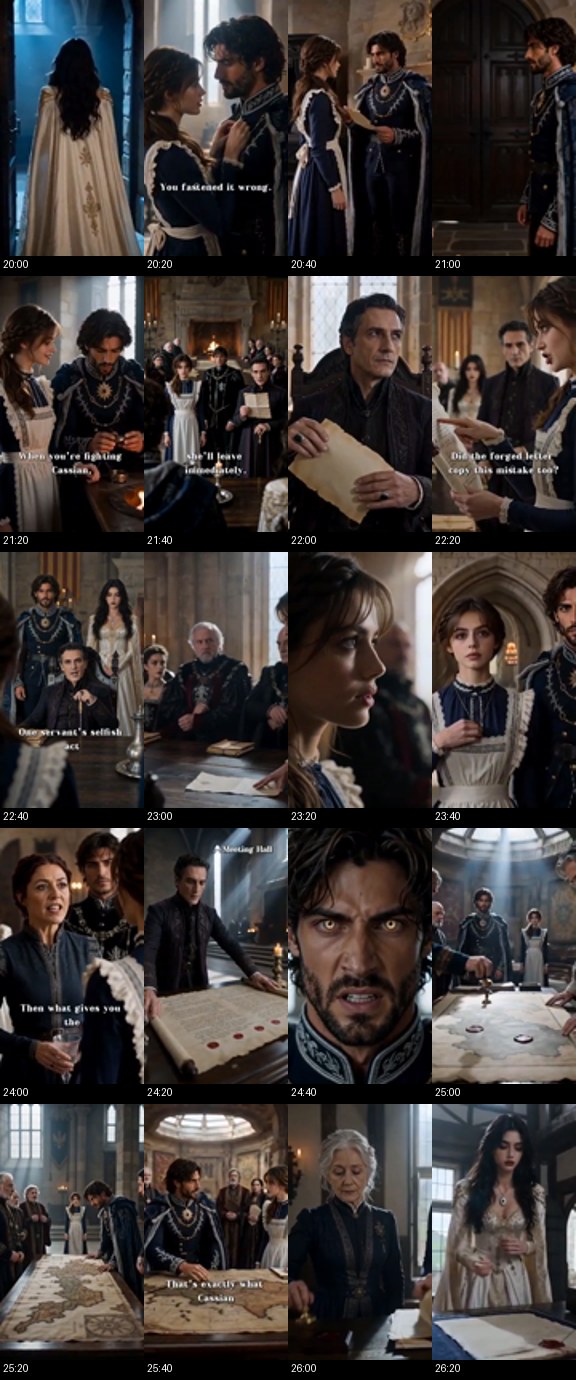 20:00
20:20
20:40
21:00
You fastened it wrong.
21:20
21:40
22:00
22:20
When you're fighting
Cassian,
she'll leave
immediately.
Did the forged letter
copy this mistake too?
22:40
23:00
23:20
23:40
One servant's selfish
act
24:00
24:20
24:40
25:00
Then what gives you
the
Meeting Hall
25:20
25:40
26:00
26:20
That's exactly what
Cassian